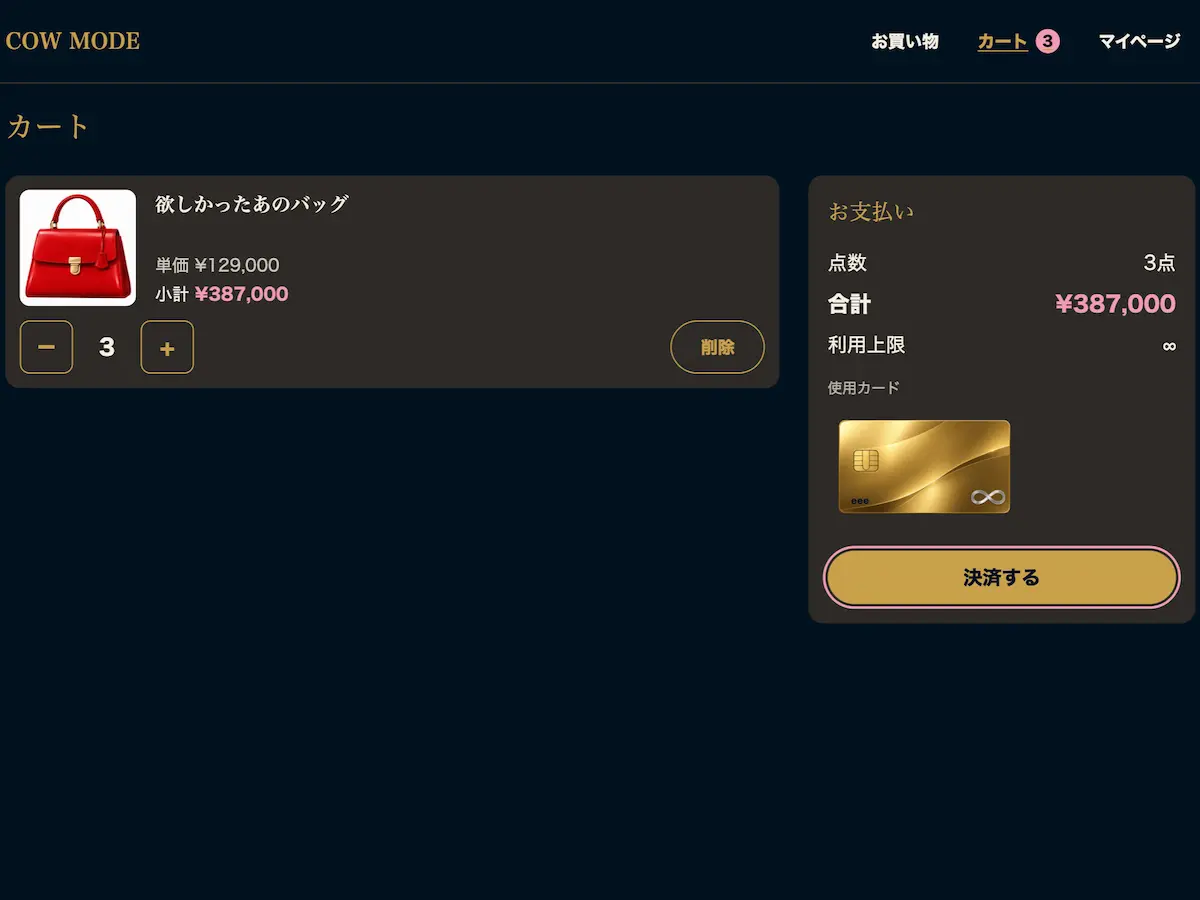 COW MODE
お買い物 カート 3 マイページ
カート
欲しかったあのバッグ
単価 ¥129,000
小計 ¥387,000
− 3 +
削除
お支払い
点数 3点
合計 ¥387,000
利用上限 ∞
使用カード
eee
決済する